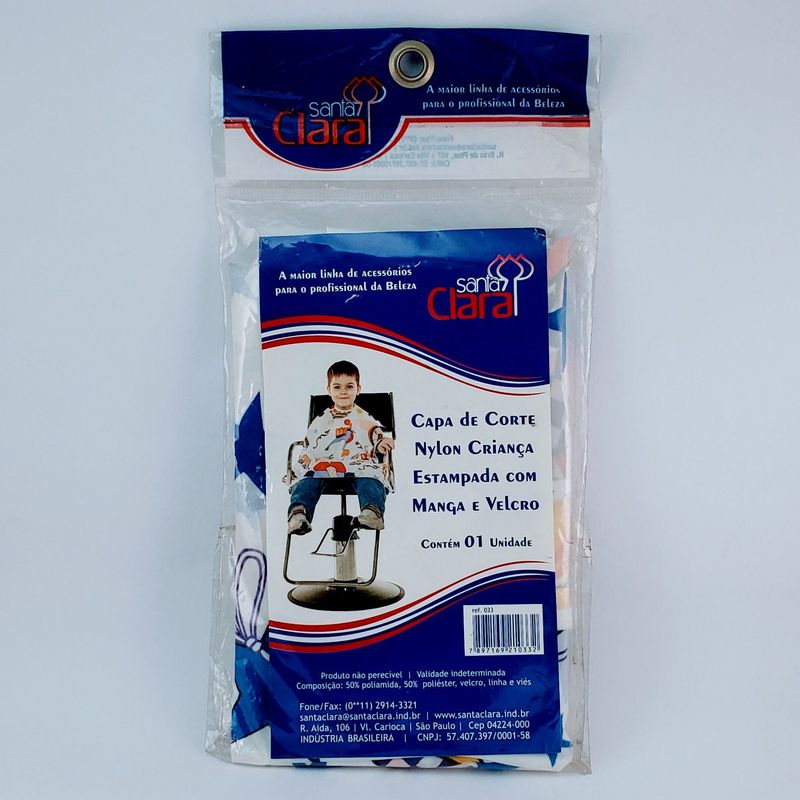 santa
Clara
A maior linha de acessórios
para o profissional da Beleza
A maior linha de acessórios
para o profissional da Beleza
santa
Clara
Capa de Corte
Nylon Criança
Estampada com
Manga e Velcro
Contém 01 Unidade
ref. 033
7 897169 210332
Produto não perecível | Validade indeterminada
Composição: 50% poliamida, 50% poliéster, velcro, linha e viés
Fone/Fax: (0**11) 2914-3321
santaclara@santaclara.ind.br | www.santaclara.ind.br
R. Aida, 106 | Vl. Carioca | São Paulo | Cep 04224-000
INDÚSTRIA BRASILEIRA | CNPJ: 57.407.397/0001-58